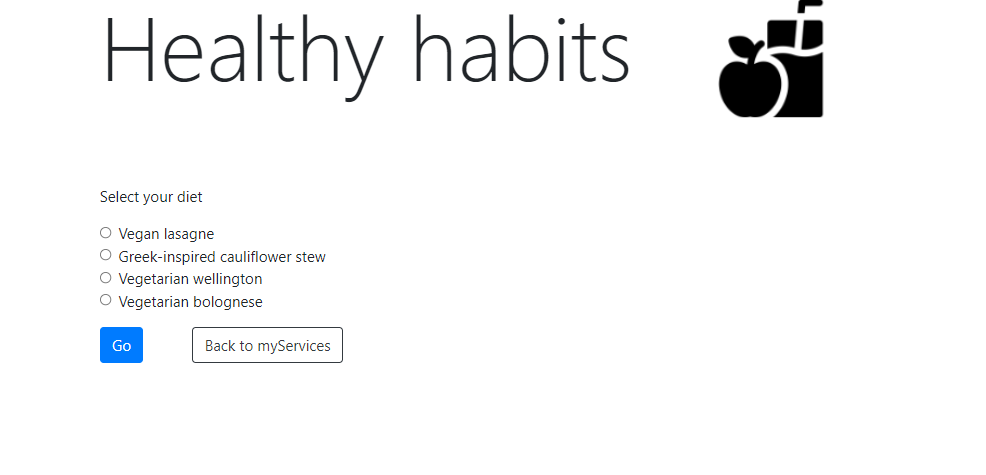 Healthy habits
Select your diet
Vegan lasagne
Greek-inspired cauliflower stew
Vegetarian wellington
Vegetarian bolognese
Go
Back to myServices